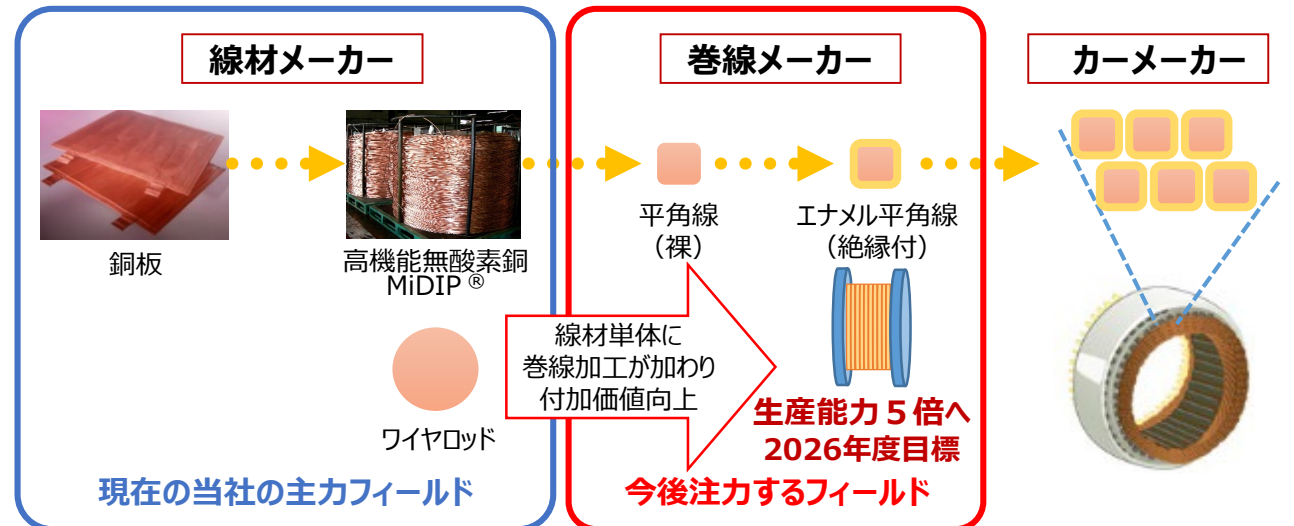 線材メーカー
銅板
高機能無酸素銅
MiDIP®
ワイヤロッド
現在の当社の主力フィールド
巻線メーカー
平角線
（裸）
エナメル平角線
（絶縁付）
線材単体に
巻線加工が加わり
付加価値向上
生産能力５倍へ
2026年度目標
今後注力するフィールド
カーメーカー